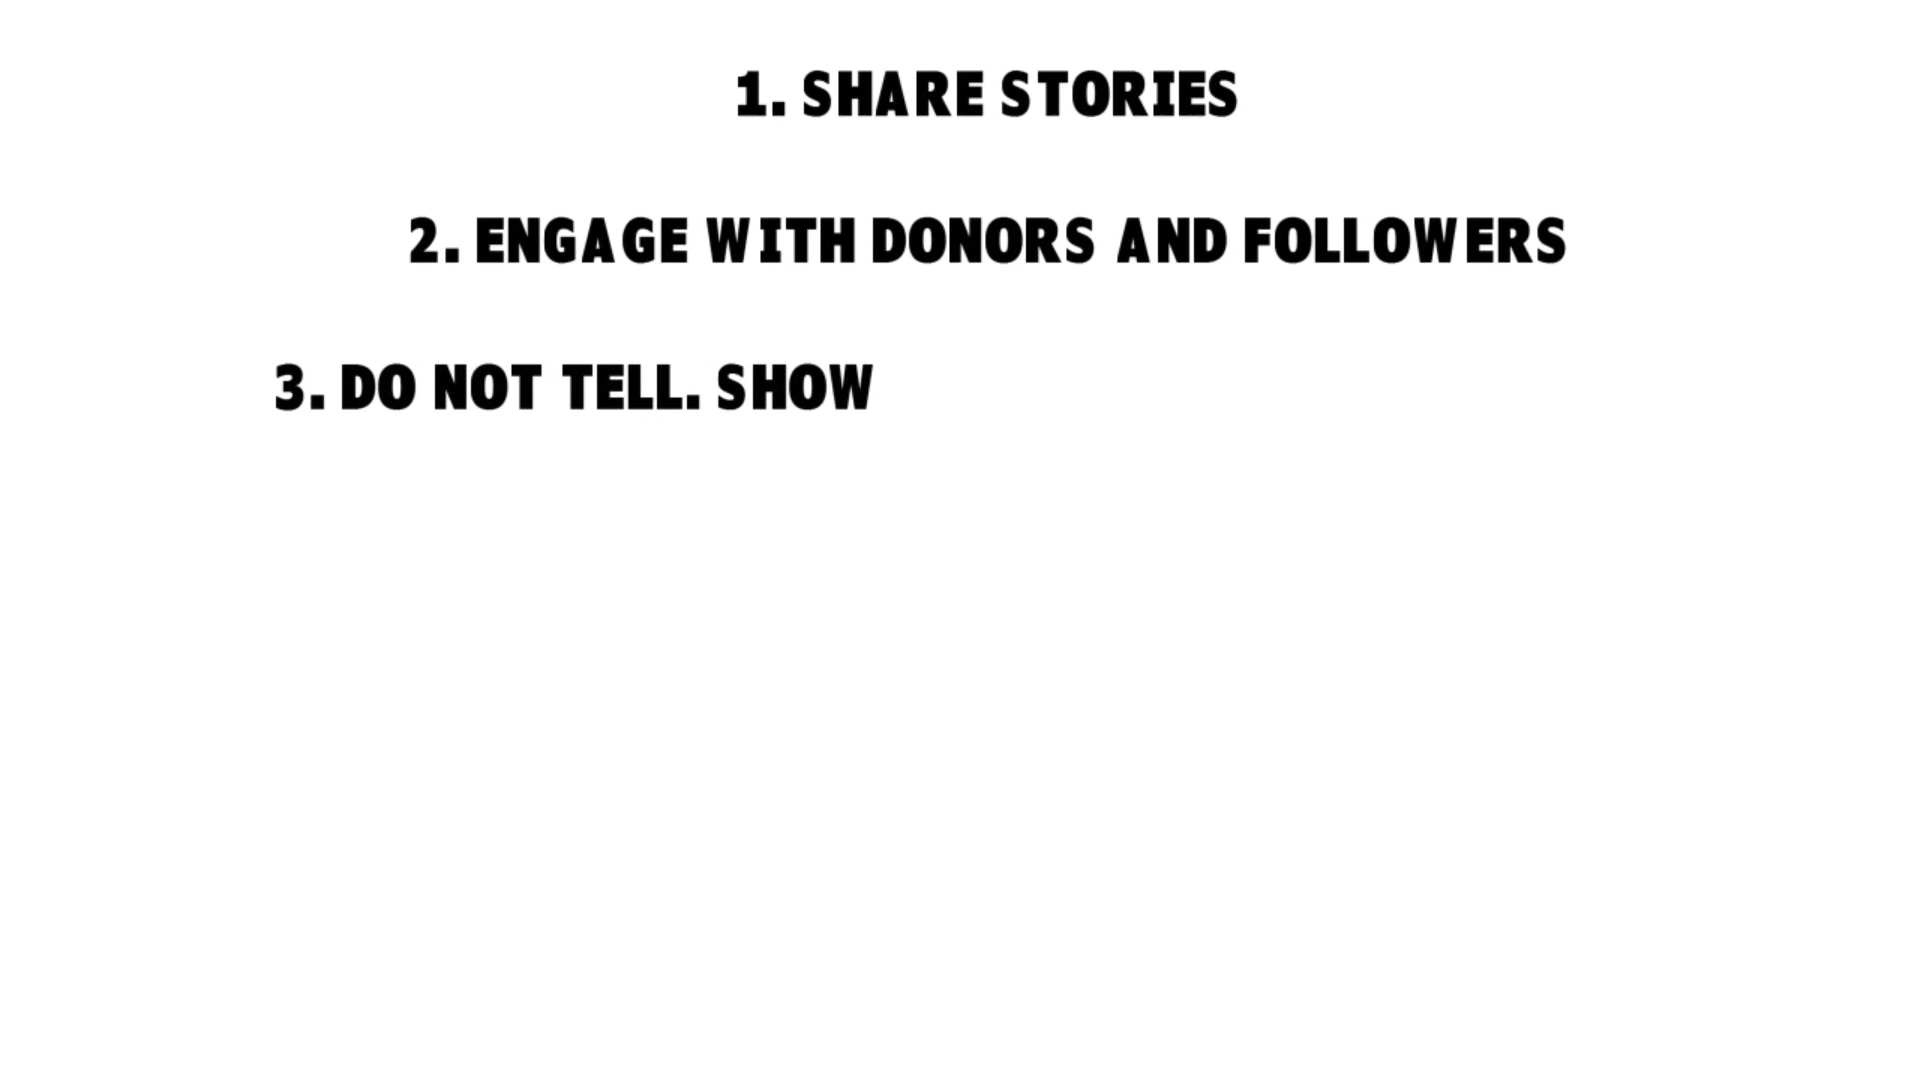 1. SHARE STORIES
2. ENGAGE WITH DONORS AND FOLLOWERS
3. DO NOT TELL. SHOW